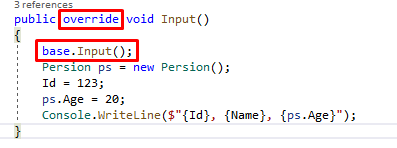 3 references
public override void Input()
{
base.Input();
Persion ps = new Persion();
Id = 123;
ps.Age = 20;
Console.WriteLine($"{Id}, {Name}, {ps.Age}");
}